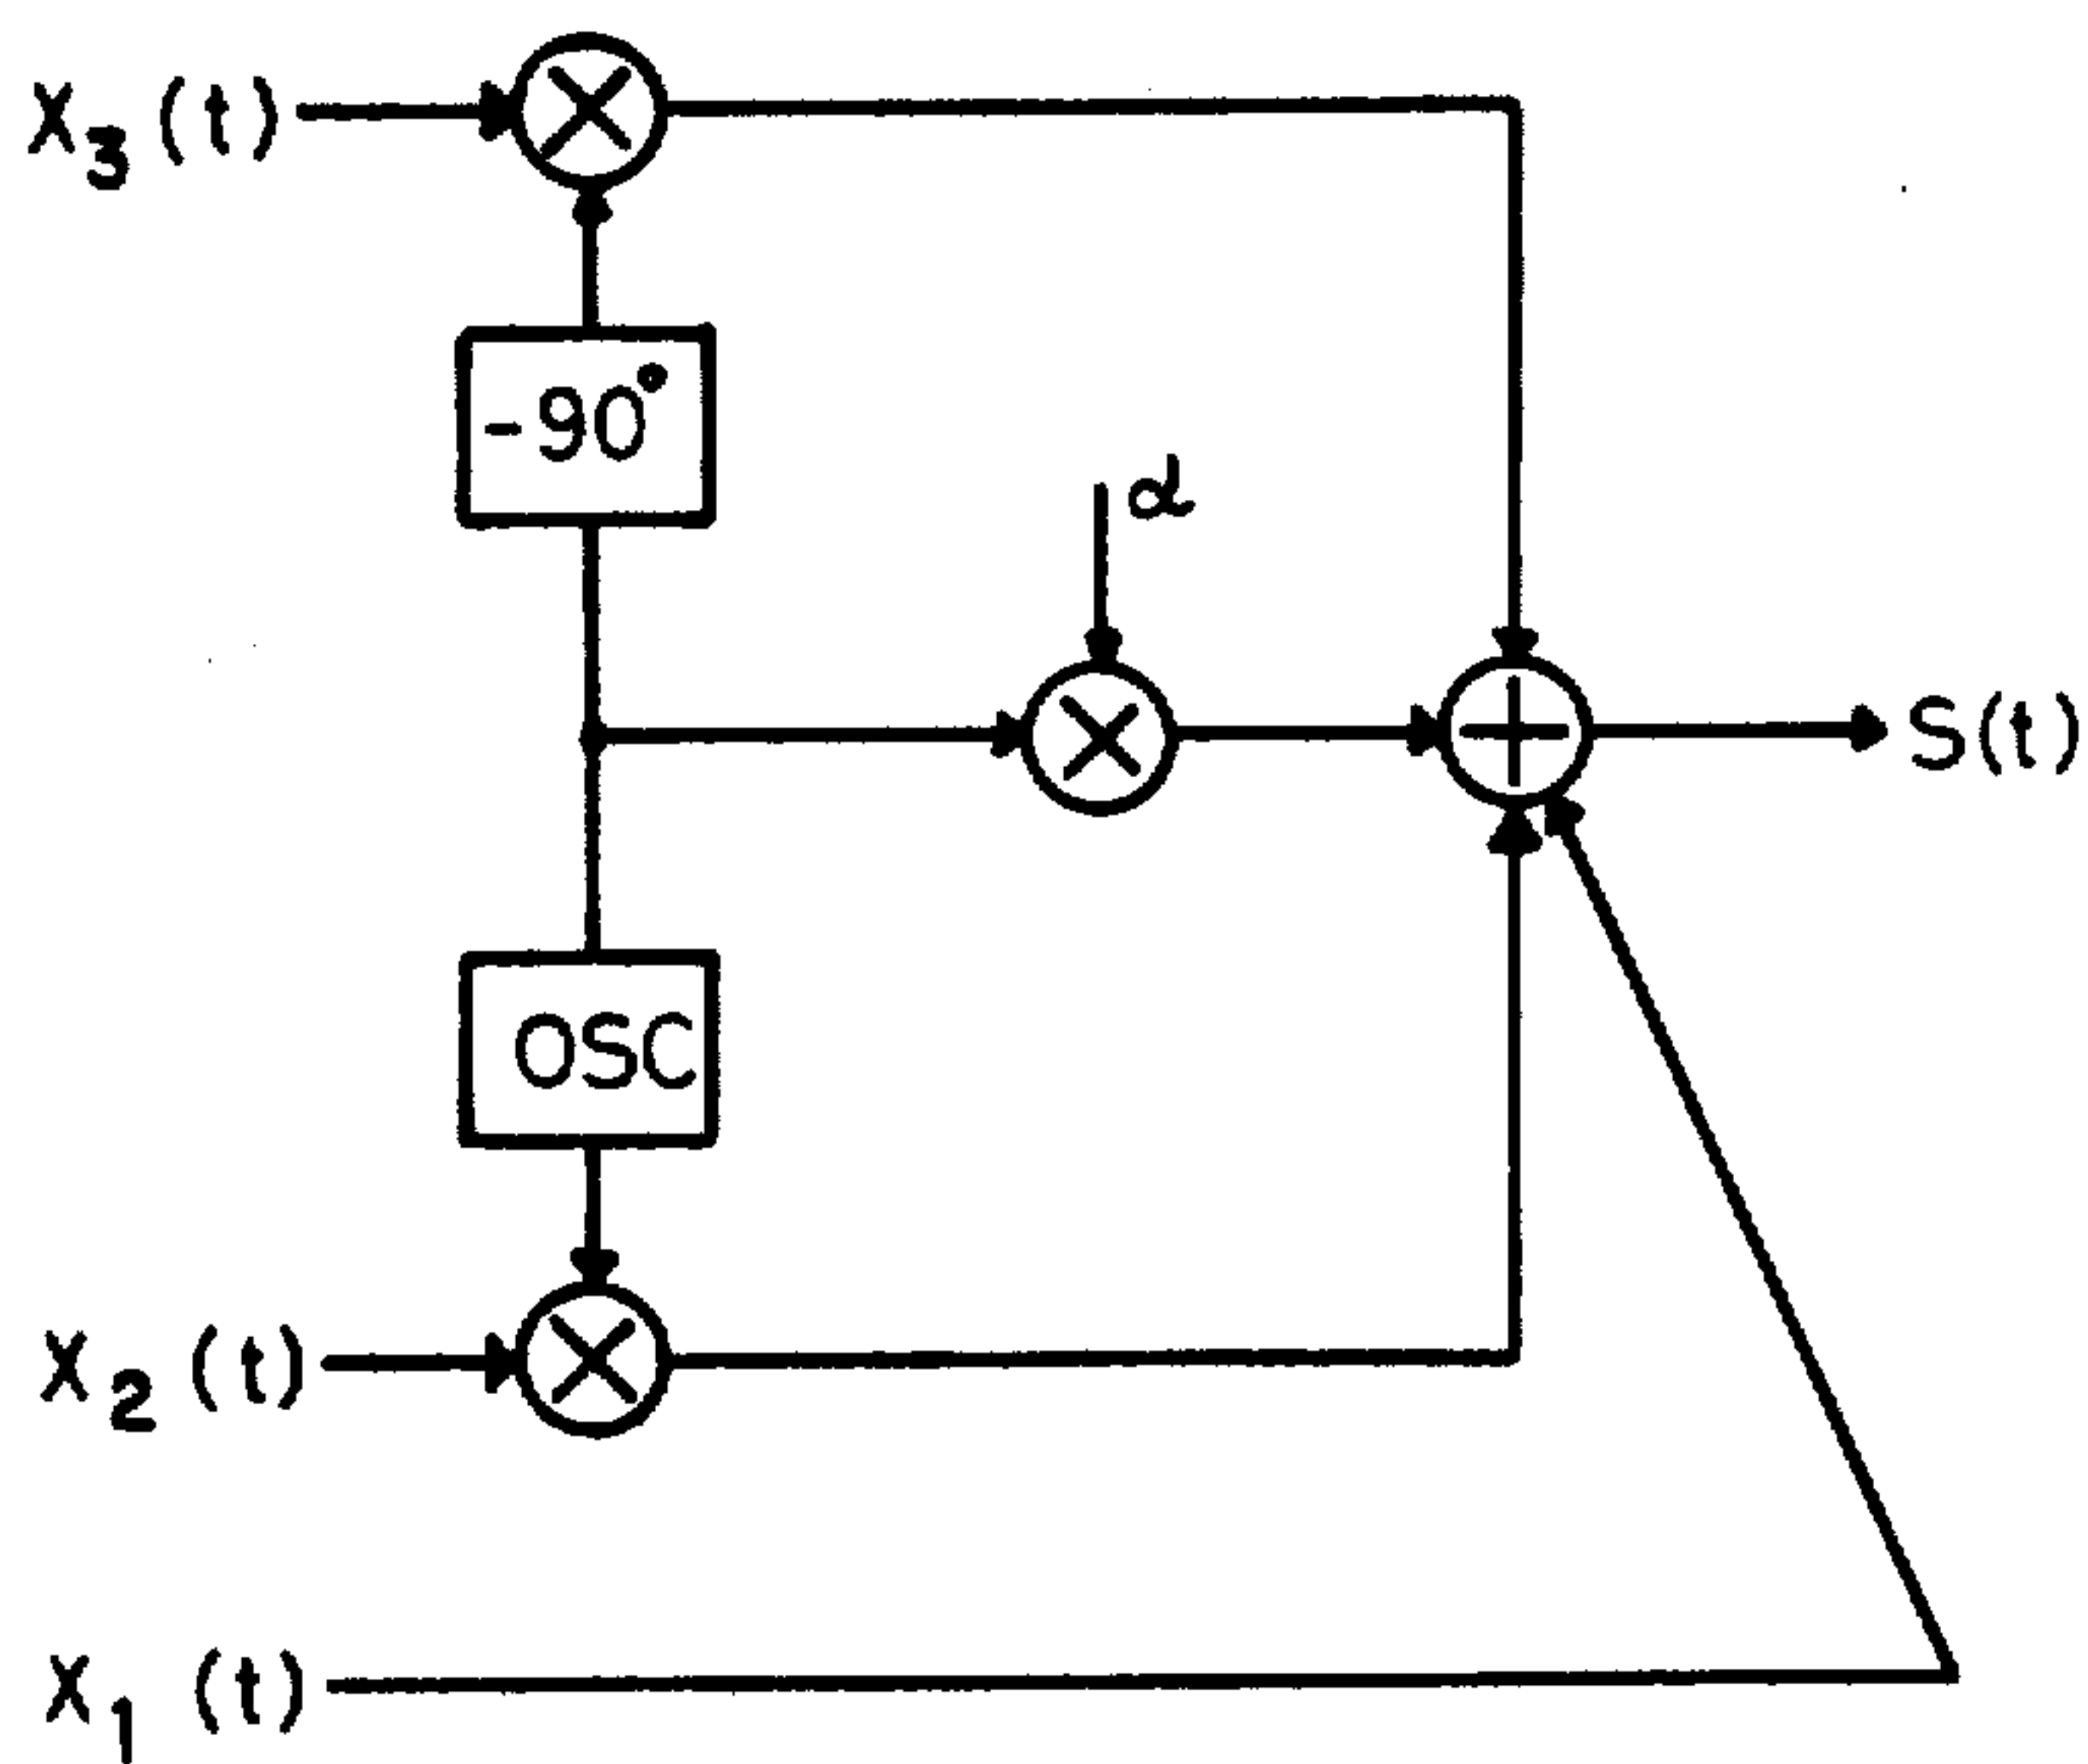 X3 (t)
-90°
α
S(t)
OSC
X2 (t)
X1 (t)